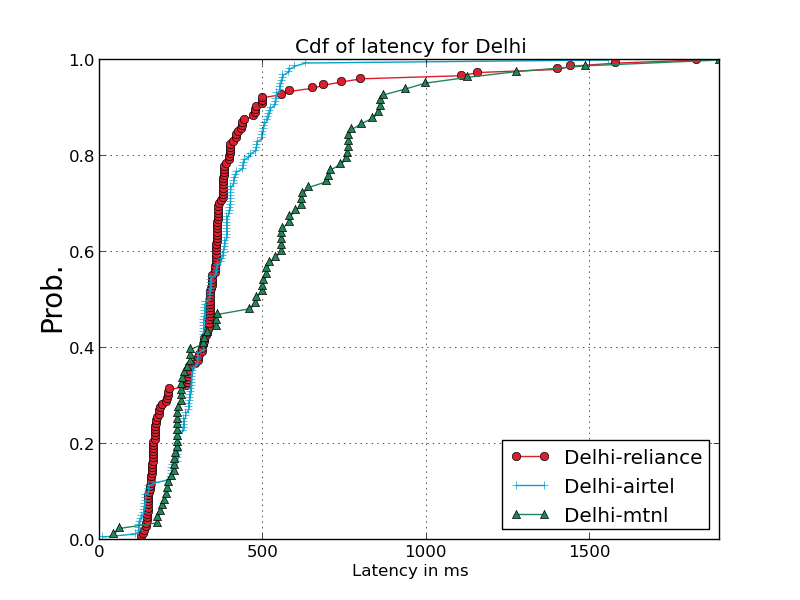 Cdf of latency for Delhi
Prob.
1.0
0.8
0.6
0.4
0.2
0.0
0 500 1000 1500
Latency in ms
Delhi-reliance
Delhi-airtel
Delhi-mtnl